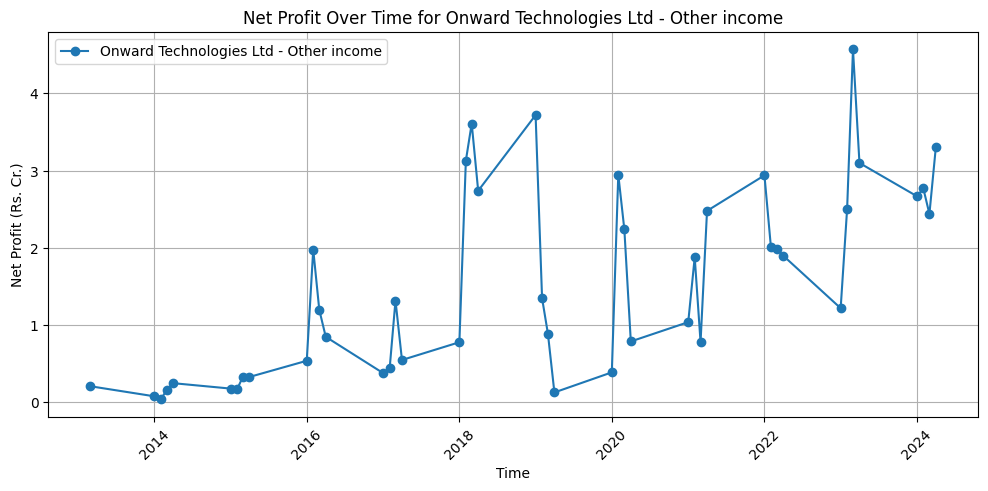 Net Profit Over Time for Onward Technologies Ltd - Other income
Onward Technologies Ltd - Other income
Net Profit (Rs. Cr.)
4
3
2
1
0
2014
2016
2018
2020
2022
2024
Time